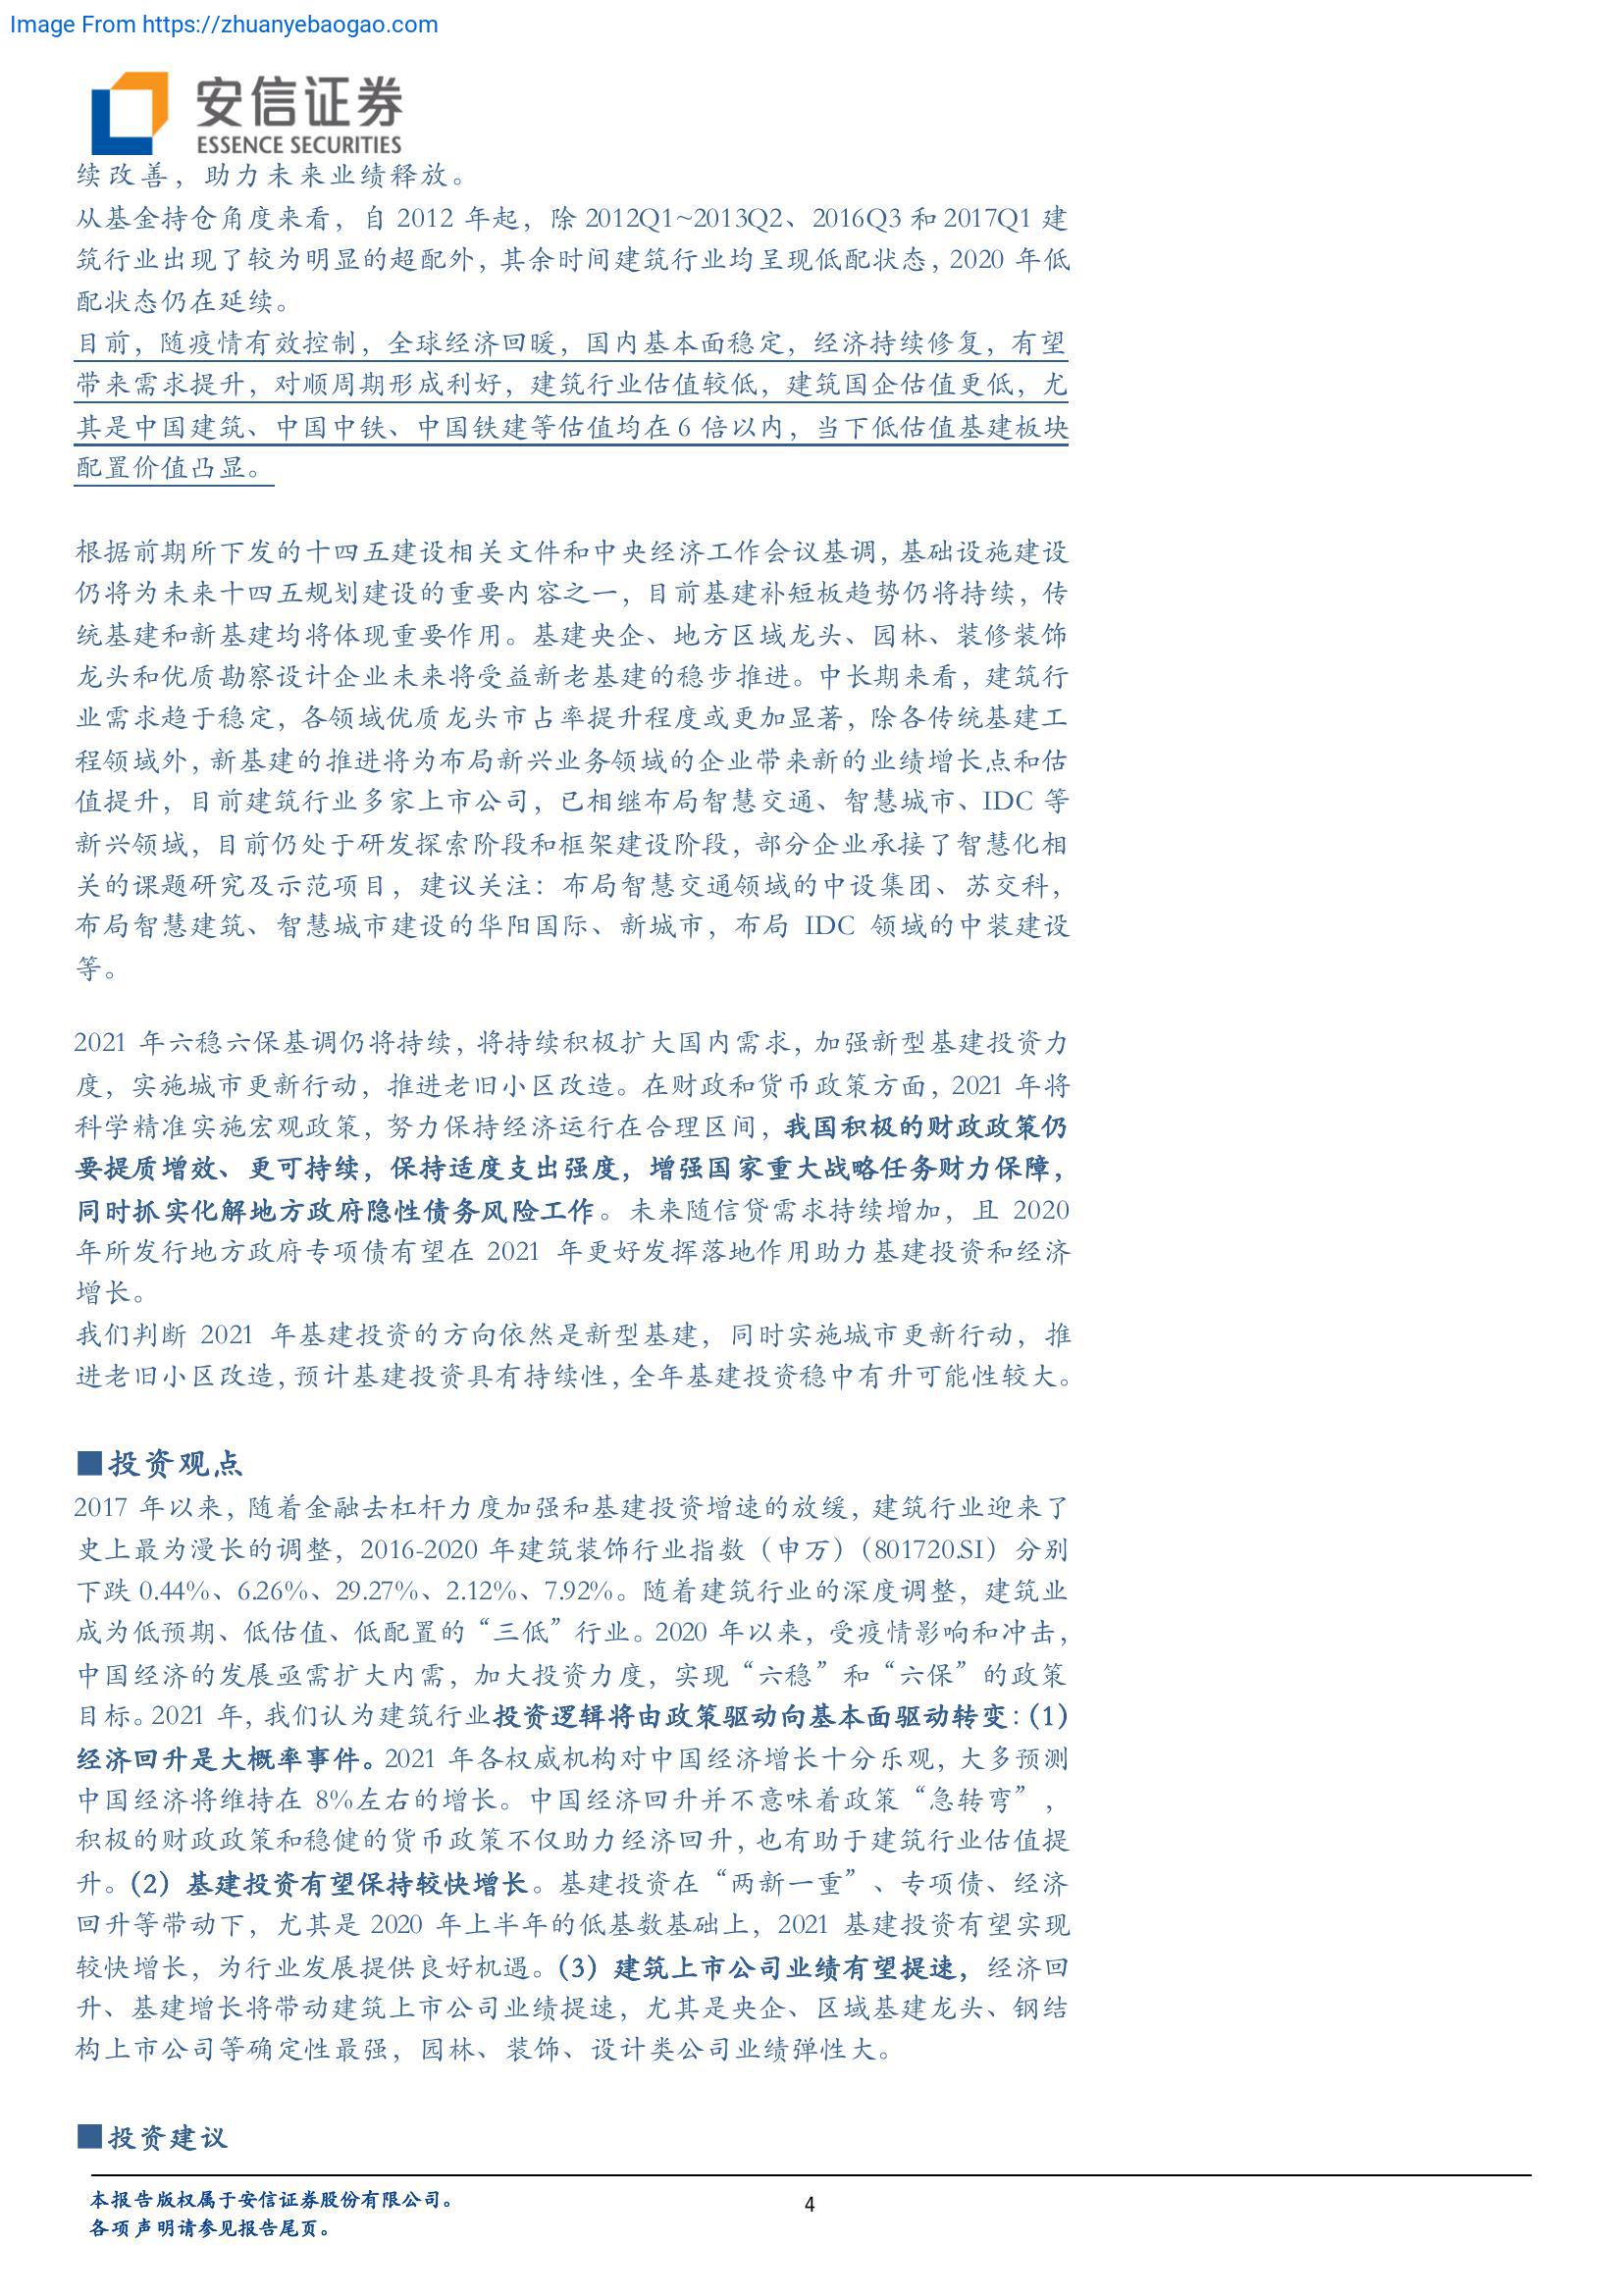 Image From https://zhuanyebaogao.com
安信证券
ESSENCE SECURITIES
续改善，助力未来业绩释放。
从基金持仓角度来看，自 2012 年起，除 2012Q1~2013Q2、2016Q3 和 2017Q1 建
筑行业出现了较为明显的超配外，其余时间建筑行业均呈现低配状态，2020 年低
配状态仍在延续。
目前，随疫情有效控制，全球经济回暖，国内基本面稳定，经济持续修复，有望
带来需求提升，对顺周期形成利好，建筑行业估值较低，建筑国企估值更低，尤
其是中国建筑、中国中铁、中国铁建等估值均在 6 倍以内，当下低估值基建板块
配置价值凸显。
根据前期所下发的十四五建设相关文件和中央经济工作会议基调，基础设施建设
仍将为未来十四五规划建设的重要内容之一，目前基建补短板趋势仍将持续，传
统基建和新基建均将体现重要作用。基建央企、地方区域龙头、园林、装修装饰
龙头和优质勘察设计企业未来将受益新老基建的稳步推进。中长期来看，建筑行
业需求趋于稳定，各领域优质龙头市占率提升程度或更加显著，除各传统基建工
程领域外，新基建的推进将为布局新兴业务领域的企业带来新的业绩增长点和估
值提升，目前建筑行业多家上市公司，已相继布局智慧交通、智慧城市、IDC 等
新兴领域，目前仍处于研发探索阶段和框架建设阶段，部分企业承接了智慧化相
关的课题研究及示范项目，建议关注：布局智慧交通领域的中设集团、苏交科，
布局智慧建筑、智慧城市建设的华阳国际、新城市，布局 IDC 领域的中装建设
等。
2021 年六稳六保基调仍将持续，将持续积极扩大国内需求，加强新型基建投资力
度，实施城市更新行动，推进老旧小区改造。在财政和货币政策方面，2021 年将
科学精准实施宏观政策，努力保持经济运行在合理区间，我国积极的财政政策仍
要提质增效、更可持续，保持适度支出强度，增强国家重大战略任务财力保障，
同时抓实化解地方政府隐性债务风险工作。未来随信贷需求持续增加，且 2020
年所发行地方政府专项债有望在 2021 年更好发挥落地作用助力基建投资和经济
增长。
我们判断 2021 年基建投资的方向依然是新型基建，同时实施城市更新行动，推
进老旧小区改造，预计基建投资具有持续性，全年基建投资稳中有升可能性较大。
■投资观点
2017 年以来，随着金融去杠杆力度加强和基建投资增速的放缓，建筑行业迎来了
史上最为漫长的调整，2016-2020 年建筑装饰行业指数（申万）（801720.SI）分别
下跌 0.44%、6.26%、29.27%、2.12%、7.92%。随着建筑行业的深度调整，建筑业
成为低预期、低估值、低配置的“三低”行业。2020 年以来，受疫情影响和冲击，
中国经济的发展亟需扩大内需，加大投资力度，实现“六稳”和“六保”的政策
目标。2021 年，我们认为建筑行业投资逻辑将由政策驱动向基本面驱动转变：（1）
经济回升是大概率事件。2021 年各权威机构对中国经济增长十分乐观，大多预测
中国经济将维持在 8%左右的增长。中国经济回升并不意味着政策“急转弯”，
积极的财政政策和稳健的货币政策不仅助力经济回升，也有助于建筑行业估值提
升。（2）基建投资有望保持较快增长。基建投资在“两新一重”、专项债、经济
回升等带动下，尤其是 2020 年上半年的低基数基础上，2021 基建投资有望实现
较快增长，为行业发展提供良好机遇。（3）建筑上市公司业绩有望提速，经济回
升、基建增长将带动建筑上市公司业绩提速，尤其是央企、区域基建龙头、钢结
构上市公司等确定性最强，园林、装饰、设计类公司业绩弹性大。
■投资建议
本报告版权属于安信证券股份有限公司。
4
各项声明请参见报告尾页。